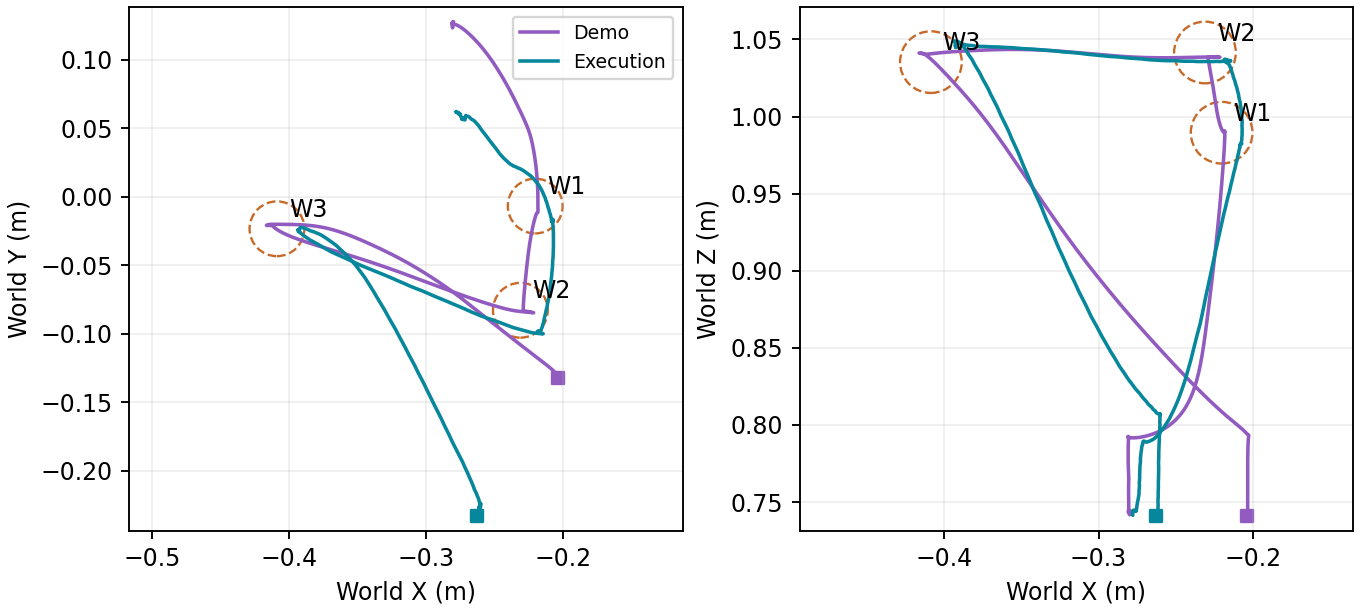 Demo
Execution
W1
W2
W3
0.10
0.05
0.00
−0.05
−0.10
−0.15
−0.20
World Y (m)
−0.5
−0.4
−0.3
−0.2
World X (m)
W3
W2
W1
1.05
1.00
0.95
0.90
0.85
0.80
0.75
World Z (m)
−0.4
−0.3
−0.2
World X (m)